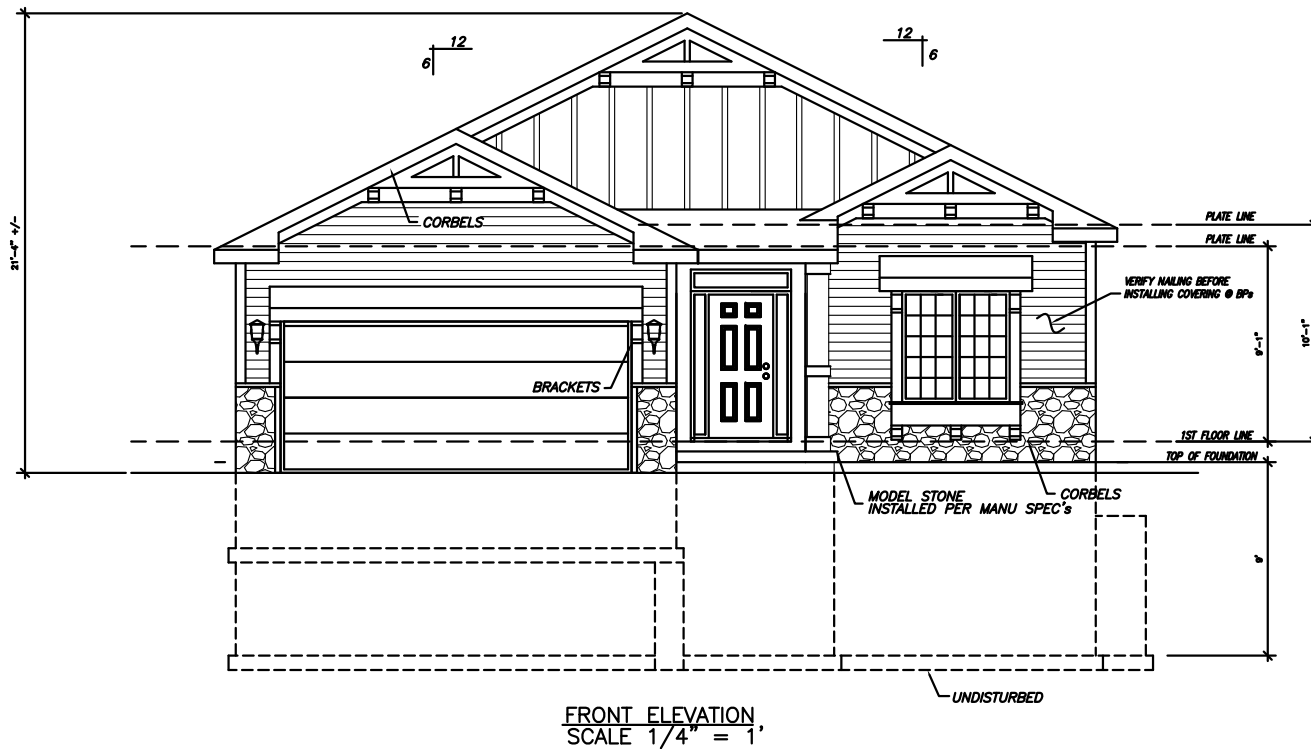 12
6
12
6
21'-4" +/-
CORBELS
PLATE LINE
PLATE LINE
VERIFY NAILING BEFORE
INSTALLING COVERING @ BPs
9'-1"
10'-1"
BRACKETS
1ST FLOOR LINE
TOP OF FOUNDATION
CORBELS
MODEL STONE
INSTALLED PER MANU SPEC's
9'
UNDISTURBED
FRONT ELEVATION
SCALE 1/4" = 1'